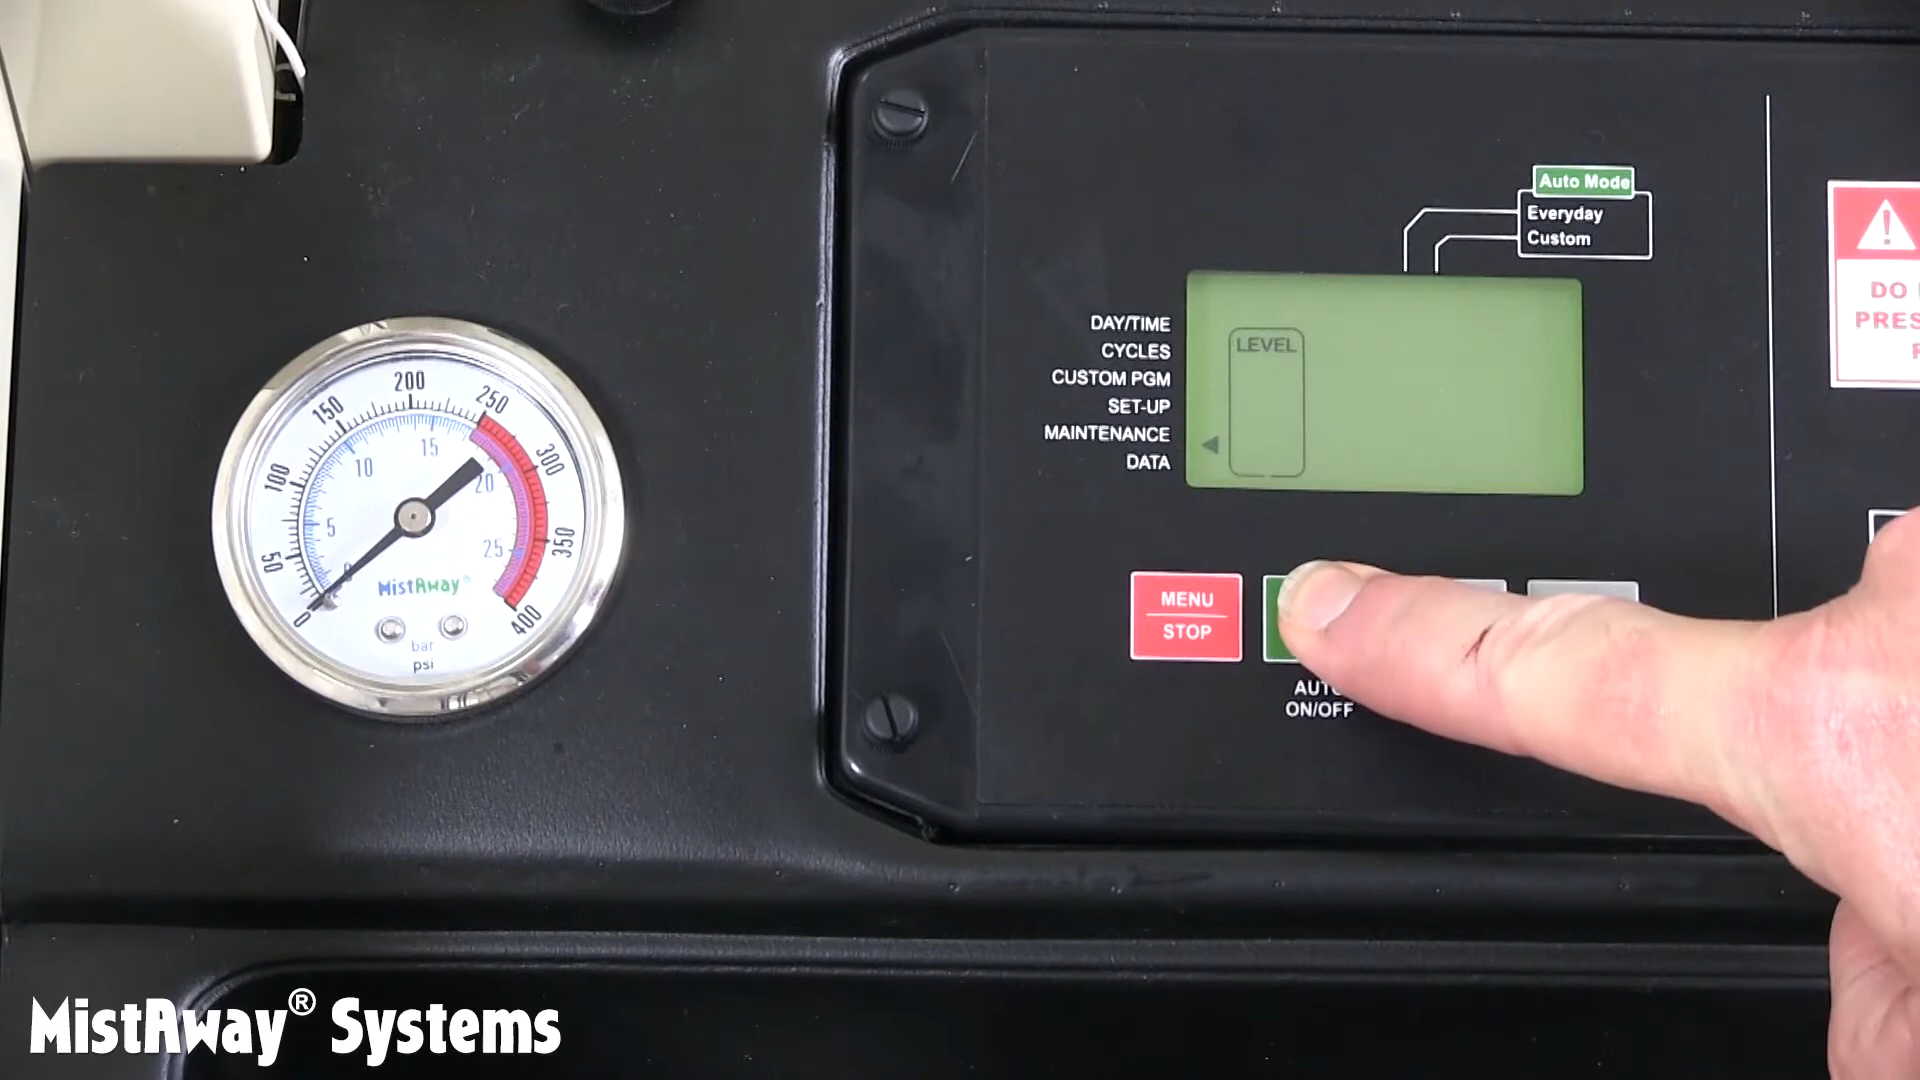 Auto Mode
Everyday
Custom
DAY/TIME
CYCLES
CUSTOM PGM
SET-UP
MAINTENANCE
DATA
LEVEL
MENU
STOP
ON/OFF
DO
0
50
100
150
200
250
300
350
400
5
10
15
20
25
MistAway®
bar
psi
MistAway® Systems